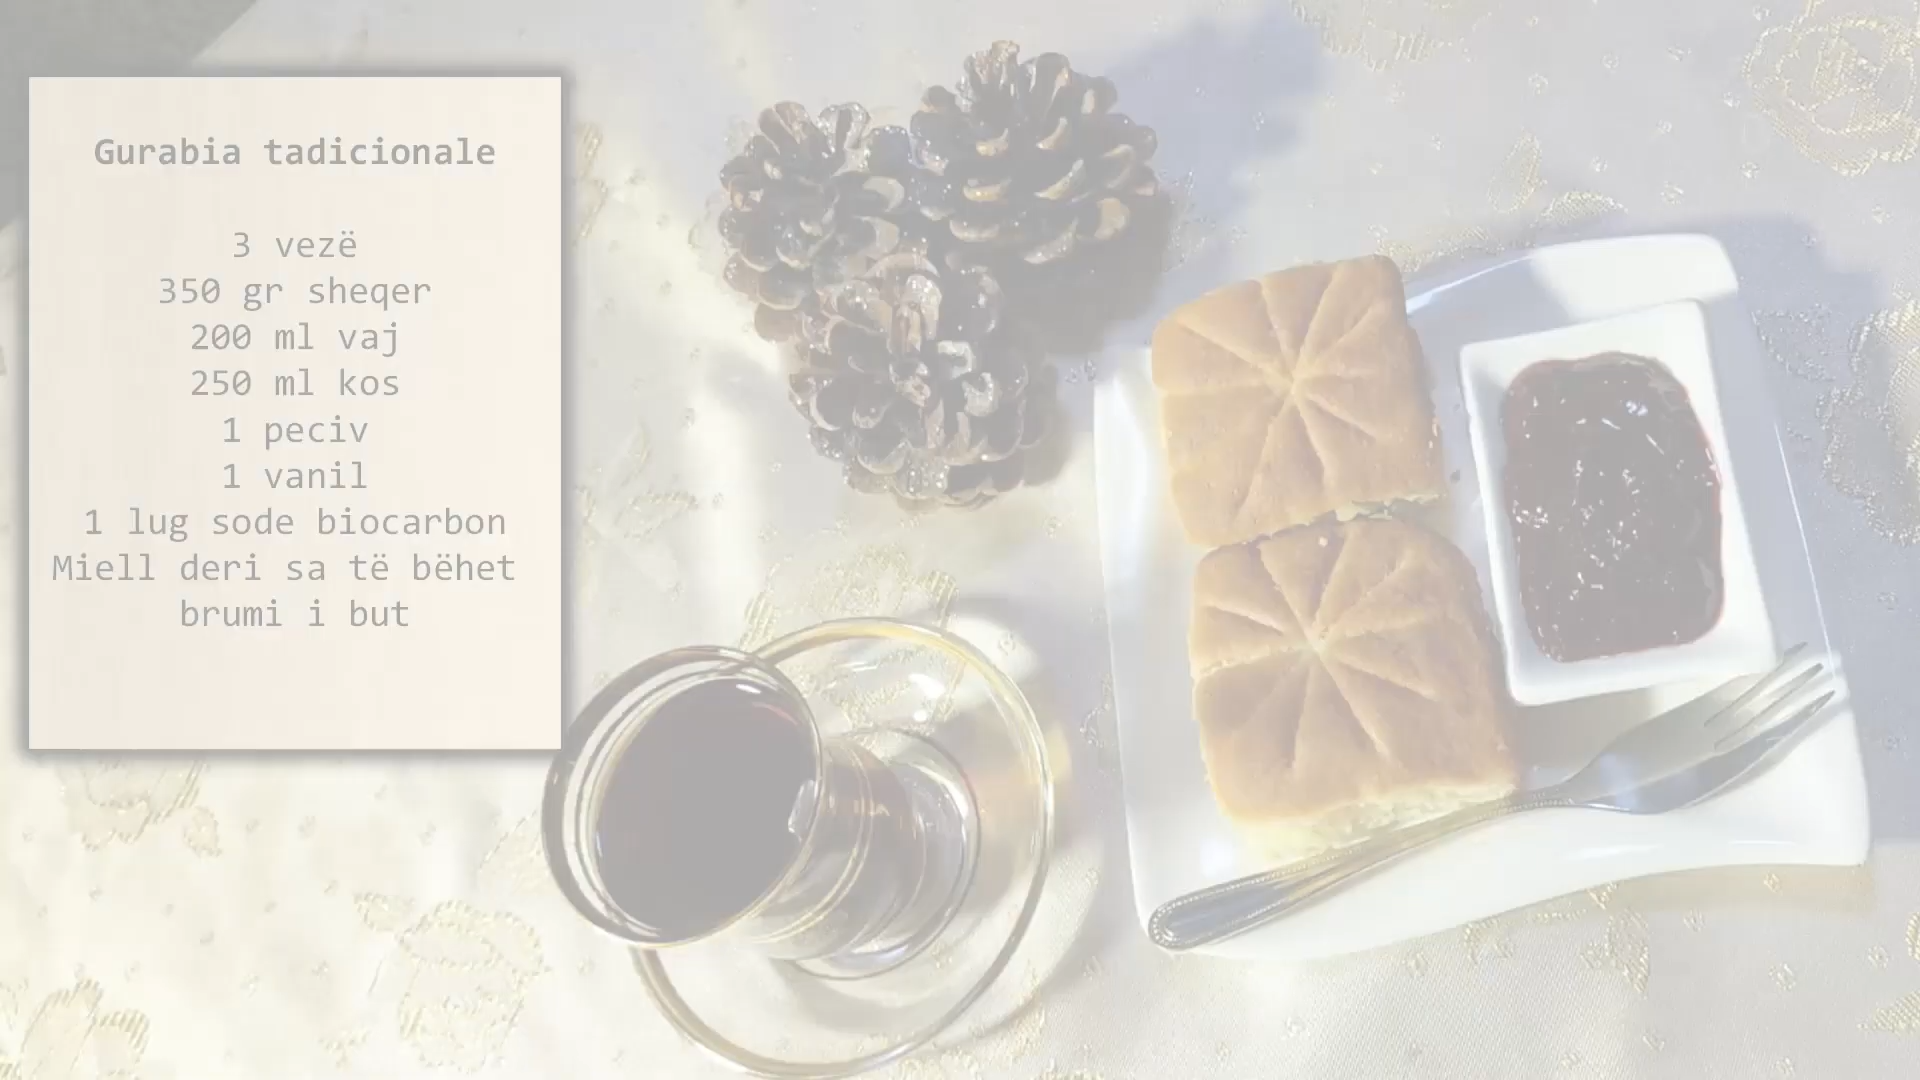 Gurabia tadicionale
3 vezë
350 gr sheqer
200 ml vaj
250 ml kos
1 peciv
1 vanil
1 lug sode biocarbon
Miell deri sa të bëhet
brumi i but